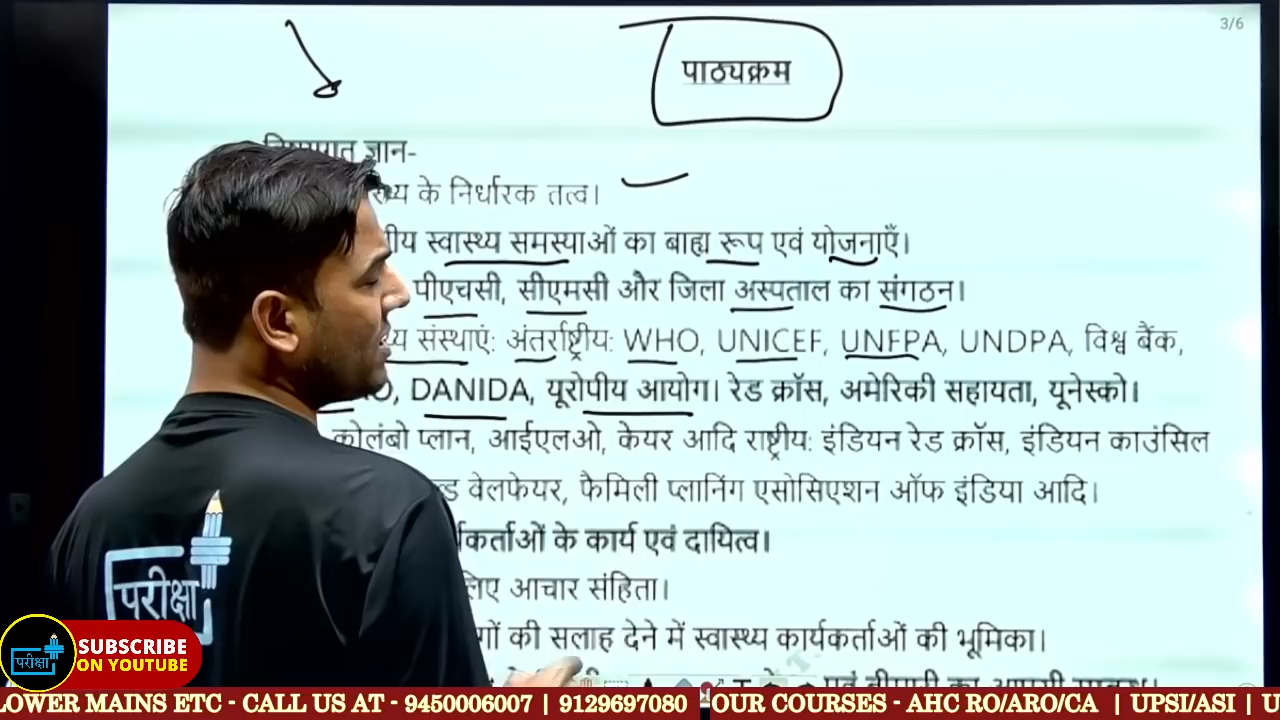 3/6
पाठ्यक्रम
ज्ञान-
के निर्धारक तत्व।
स्वास्थ्य समस्याओं का बाह्य रूप एवं योजनाएँ।
पीएचसी, सीएमसी और जिला अस्पताल का संगठन।
संस्थाएं: अंतर्राष्ट्रीय: WHO, UNICEF, UNFPA, UNDPA, विश्व बैंक,
DANIDA, यूरोपीय आयोग। रेड क्रॉस, अमेरिकी सहायता, यूनेस्को।
कोलंबो प्लान, आईएलओ, केयर आदि राष्ट्रीय: इंडियन रेड क्रॉस, इंडियन काउंसिल
वेलफेयर, फैमिली प्लानिंग एसोसिएशन ऑफ इंडिया आदि।
के कार्य एवं दायित्व।
लिए आचार संहिता।
की सलाह देने में स्वास्थ्य कार्यकर्ताओं की भूमिका।
परीक्षा
परीक्षा
SUBSCRIBE
ON YOUTUBE
LOWER MAINS ETC - CALL US AT - 9450006007 | 9129697080 | OUR COURSES - AHC RO/ARO/CA | UPSI/ASI |